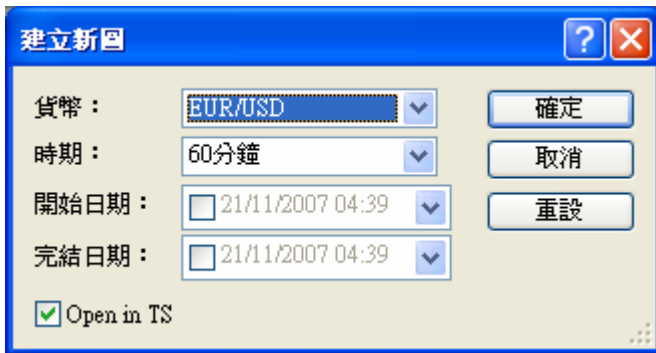 建立新圖
貨幣： EUR/USD 確定
時期： 60分鐘 取消
開始日期： 21/11/2007 04:39 重設
完結日期： 21/11/2007 04:39
Open in TS